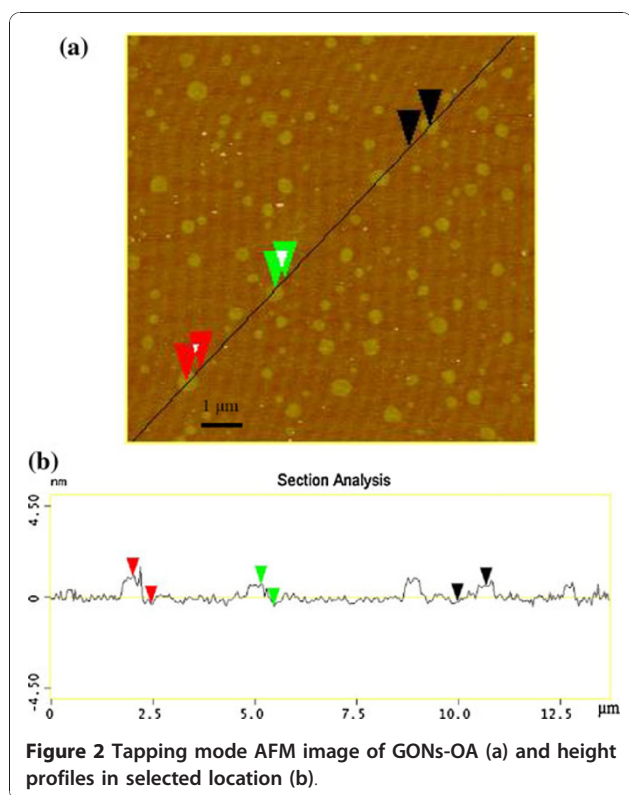 (a)
1 μm
(b)
nm
Section Analysis
4.50
0
-4.50
0 2.5 5.0 7.5 10.0 12.5 μm
Figure 2 Tapping mode AFM image of GONs-OA (a) and height
profiles in selected location (b).